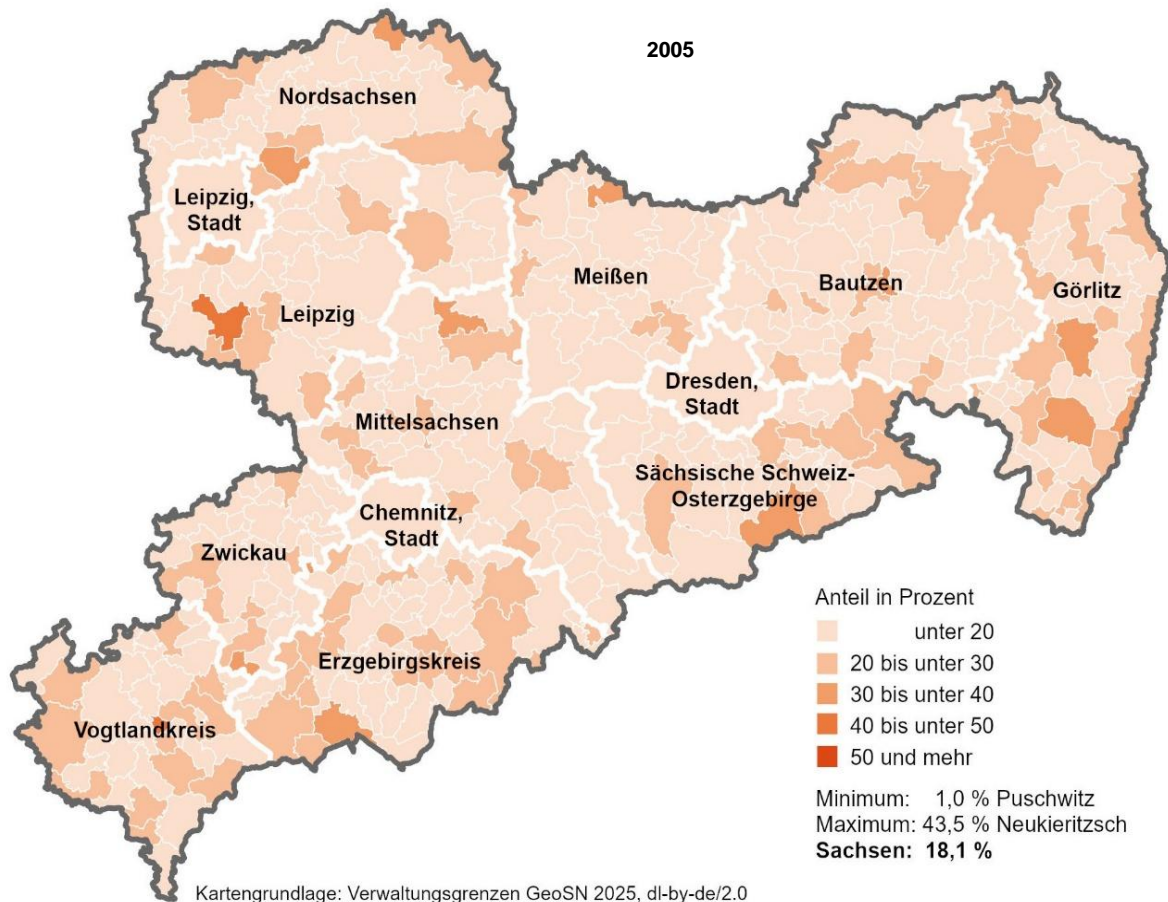 2005
Nordsachsen
Leipzig,
Stadt
Leipzig
Meißen
Bautzen
Görlitz
Dresden,
Stadt
Mittelsachsen
Sächsische Schweiz-
Osterzgebirge
Chemnitz,
Stadt
Zwickau
Erzgebirgskreis
Vogtlandkreis
Anteil in Prozent
unter 20
20 bis unter 30
30 bis unter 40
40 bis unter 50
50 und mehr
Minimum: 1,0 % Puschwitz
Maximum: 43,5 % Neukieritzsch
Sachsen: 18,1 %
Kartengrundlage: Verwaltungsgrenzen GeoSN 2025, dl-by-de/2.0